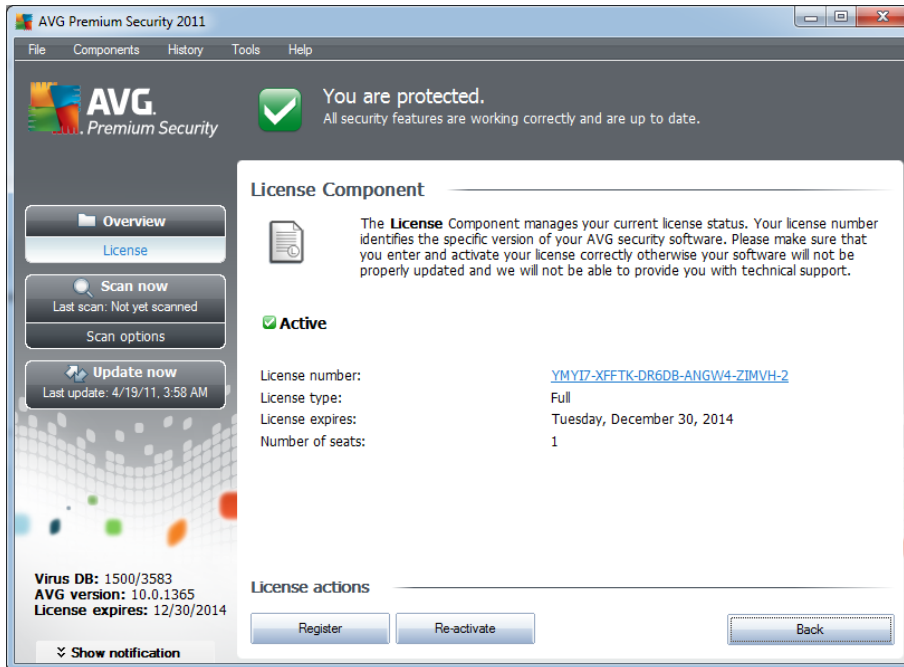 AVG Premium Security 2011
File Components History Tools Help
AVG.
Premium Security
You are protected.
All security features are working correctly and are up to date.
Overview
License
Scan now
Last scan: Not yet scanned
Scan options
Update now
Last update: 4/19/11, 3:58 AM
Virus DB: 1500/3583
AVG version: 10.0.1365
License expires: 12/30/2014
Show notification
License Component
The License Component manages your current license status. Your license number
identifies the specific version of your AVG security software. Please make sure that
you enter and activate your license correctly otherwise your software will not be
properly updated and we will not be able to provide you with technical support.
Active
License number: YMYI7-XFFTK-DR6DB-ANGW4-ZIMVH-2
License type: Full
License expires: Tuesday, December 30, 2014
Number of seats: 1
License actions
Register Re-activate Back